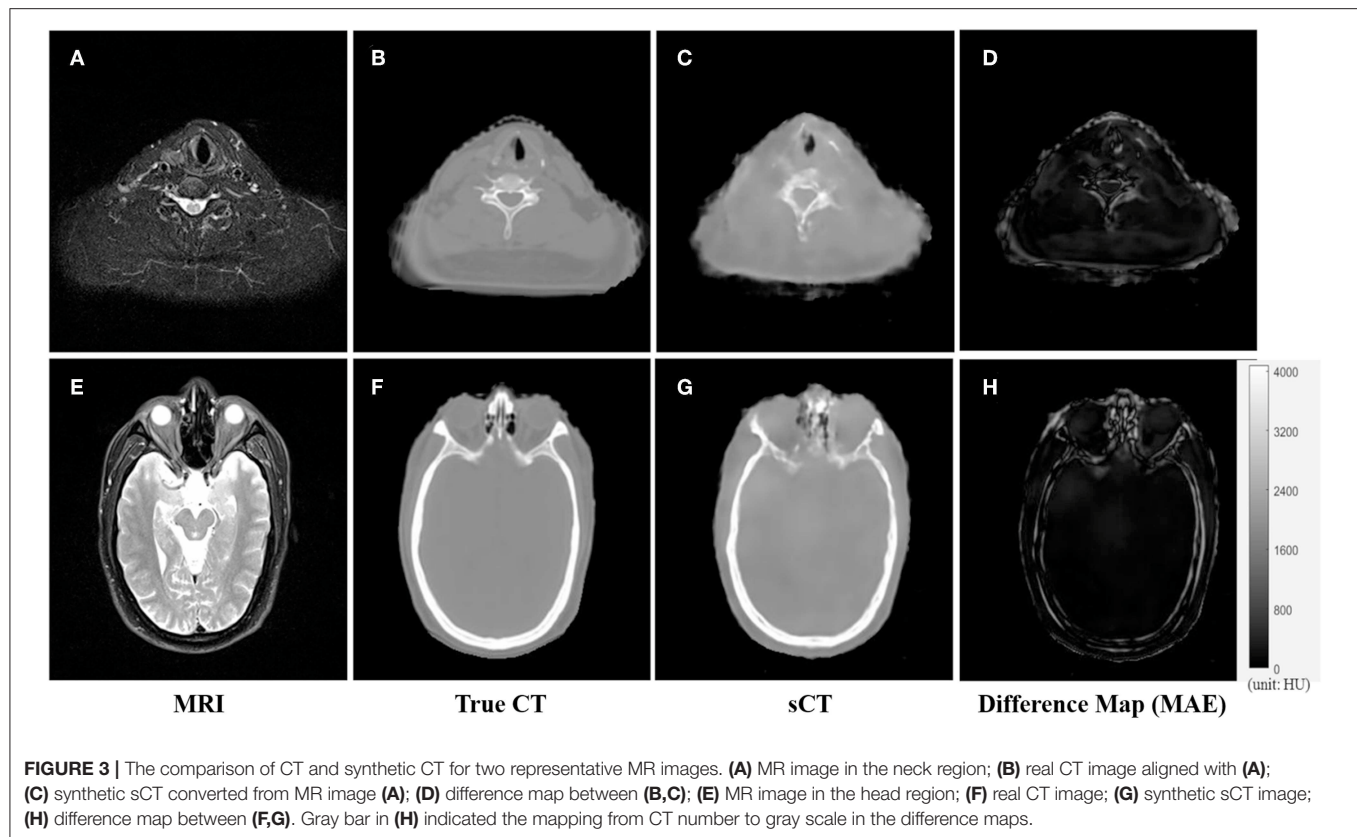 A
B
C
D
E
F
G
H
4000
3200
2400
1600
800
0
(unit: HU)
MRI
True CT
sCT
Difference Map (MAE)
FIGURE 3 | The comparison of CT and synthetic CT for two representative MR images. (A) MR image in the neck region; (B) real CT image aligned with (A);
(C) synthetic sCT converted from MR image (A); (D) difference map between (B,C); (E) MR image in the head region; (F) real CT image; (G) synthetic sCT image;
(H) difference map between (F,G). Gray bar in (H) indicated the mapping from CT number to gray scale in the difference maps.